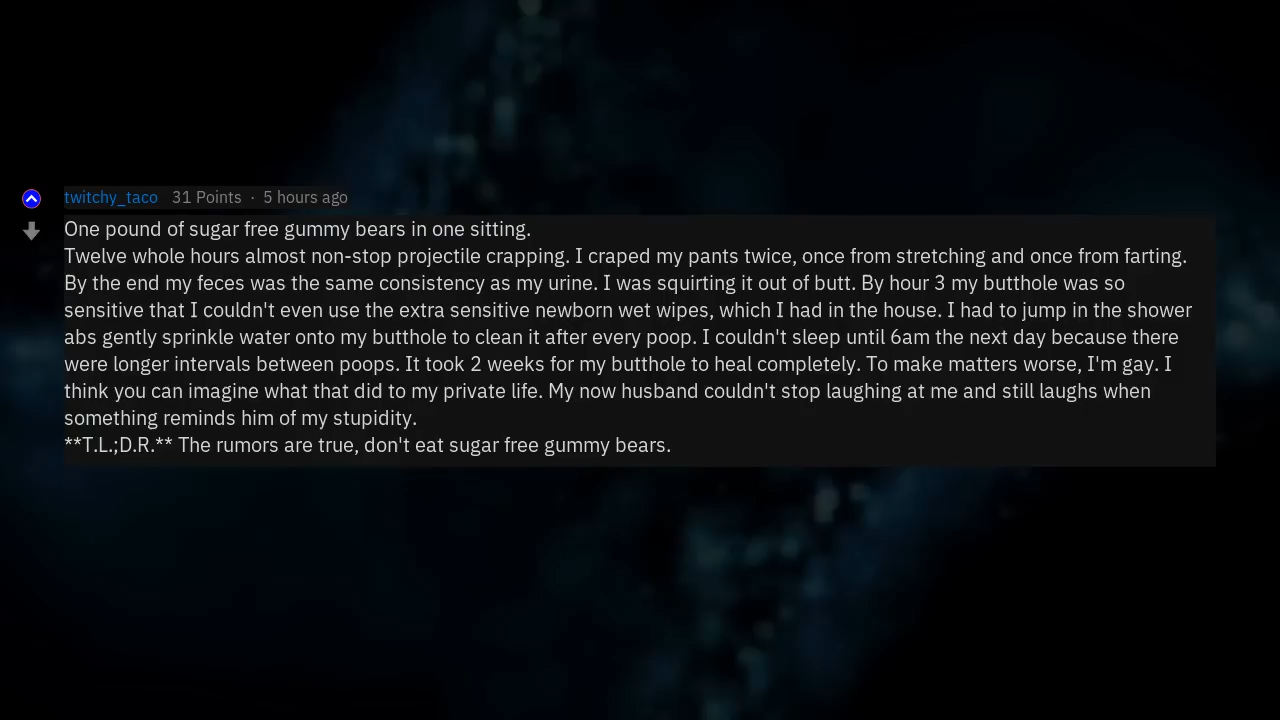 twitchy_taco 31 Points · 5 hours ago
One pound of sugar free gummy bears in one sitting.
Twelve whole hours almost non-stop projectile crapping. I craped my pants twice, once from stretching and once from farting.
By the end my feces was the same consistency as my urine. I was squirting it out of butt. By hour 3 my butthole was so
sensitive that I couldn't even use the extra sensitive newborn wet wipes, which I had in the house. I had to jump in the shower
abs gently sprinkle water onto my butthole to clean it after every poop. I couldn't sleep until 6am the next day because there
were longer intervals between poops. It took 2 weeks for my butthole to heal completely. To make matters worse, I'm gay. I
think you can imagine what that did to my private life. My now husband couldn't stop laughing at me and still laughs when
something reminds him of my stupidity.
**T.L.;D.R.** The rumors are true, don't eat sugar free gummy bears.